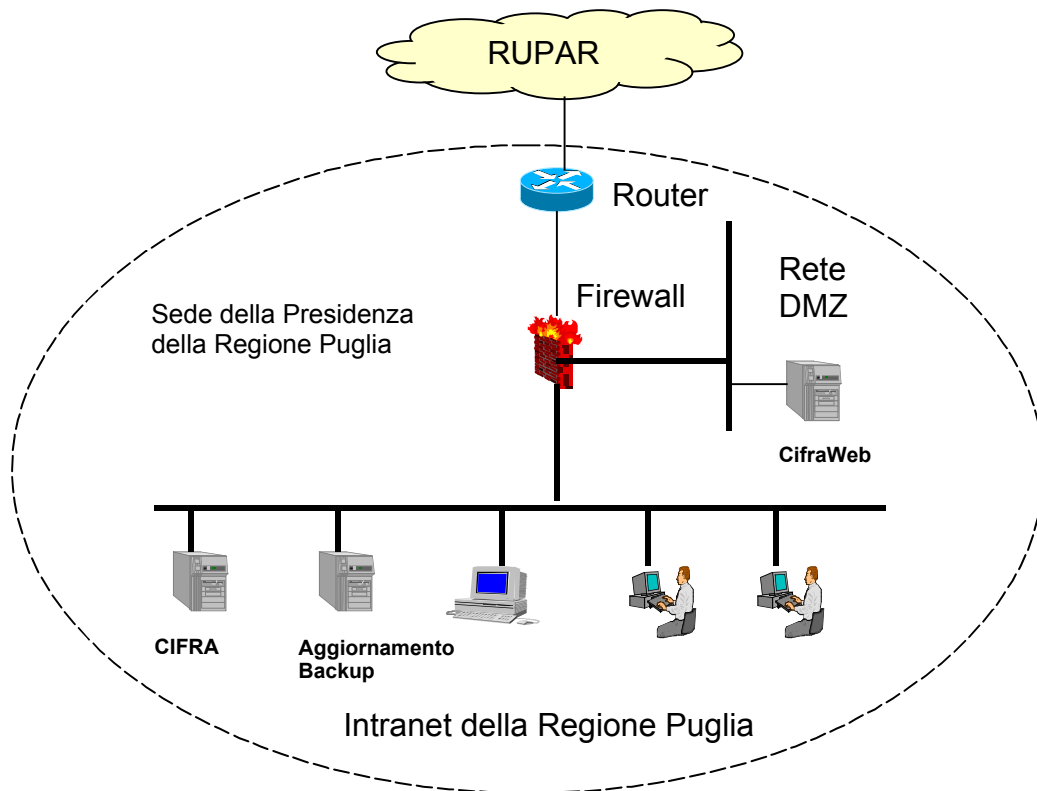 RUPAR
Router
Firewall
Rete
DMZ
Sede della Presidenza
della Regione Puglia
CifraWeb
CIFRA
Aggiornamento
Backup
Intranet della Regione Puglia